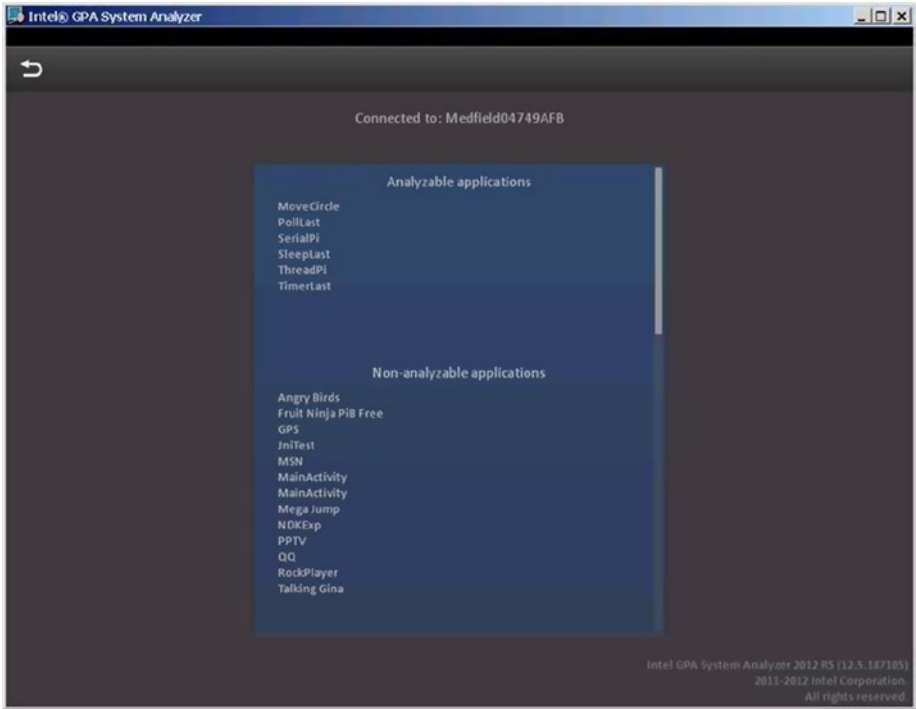 Intel® GPA System Analyzer
Connected to: Medfield04749AFB
Analyzable applications
MoveCircle
PollLast
SerialPi
SleepLast
ThreadPi
TimerLast
Non-analyzable applications
Angry Birds
Fruit Ninja PiB Free
GPS
JniTest
MSN
MainActivity
MainActivity
Mega Jump
NDKExp
PPTV
QQ
RockPlayer
Talking Gina
Intel GPA System Analyzer 2012 R5 (12.5.187105)
2011-2012 Intel Corporation.
All rights reserved.